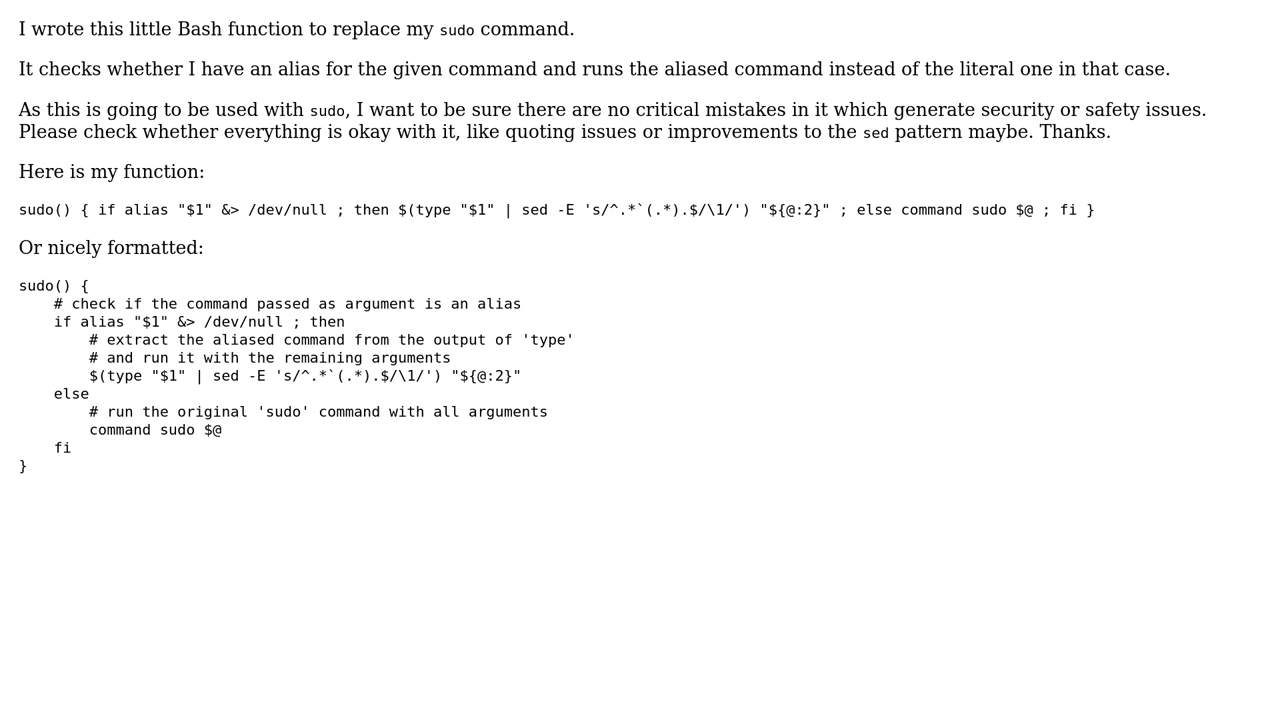 I wrote this little Bash function to replace my sudo command.
It checks whether I have an alias for the given command and runs the aliased command instead of the literal one in that case.
As this is going to be used with sudo, I want to be sure there are no critical mistakes in it which generate security or safety issues.
Please check whether everything is okay with it, like quoting issues or improvements to the sed pattern maybe. Thanks.
Here is my function:
sudo() { if alias "$1" &> /dev/null ; then $(type "$1" | sed -E 's/^.*`(.*).$/\1/') "${@:2}" ; else command sudo $@ ; fi }
Or nicely formatted:
sudo() {
    # check if the command passed as argument is an alias
    if alias "$1" &> /dev/null ; then
        # extract the aliased command from the output of 'type'
        # and run it with the remaining arguments
        $(type "$1" | sed -E 's/^.*`(.*).$/\1/') "${@:2}"
    else
        # run the original 'sudo' command with all arguments
        command sudo $@
    fi
}